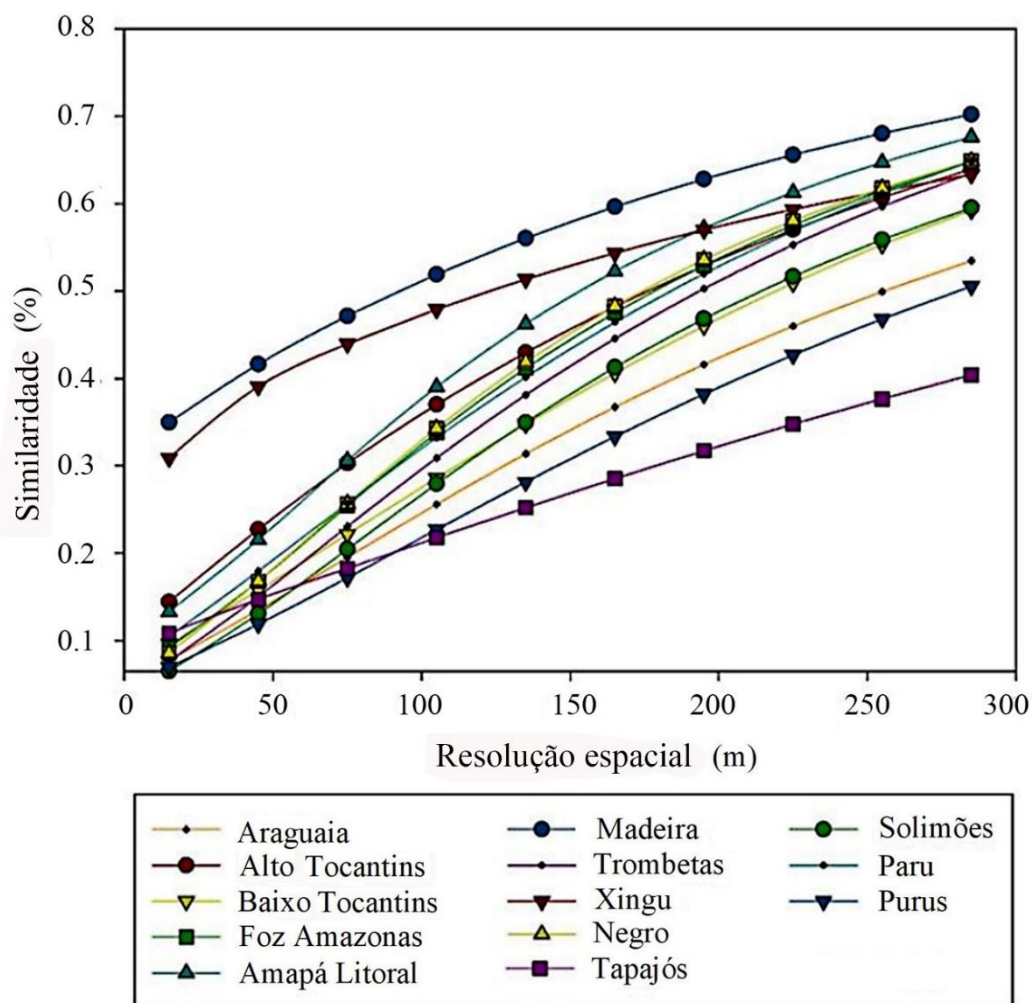 0.8
0.7
0.6
0.5
0.4
0.3
0.2
0.1
Similaridade (%)
0 50 100 150 200 250 300
Resolução espacial (m)
Araguaia Madeira Solimões
Alto Tocantins Trombetas Paru
Baixo Tocantins Xingu Purus
Foz Amazonas Negro
Amapá Litoral Tapajós